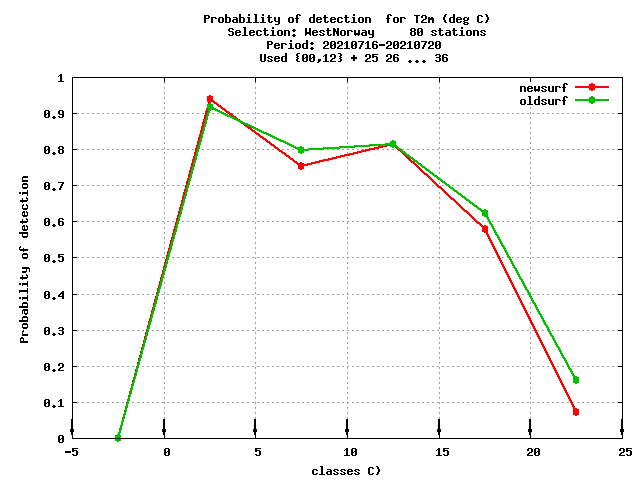 Probability of detection  for T2m (deg C)
Selection: WestNorway     80 stations
Period: 20210716-20210720
Used {00,12} + 25 26 ... 36
newsurf
oldsurf
1
0.9
0.8
0.7
0.6
0.5
0.4
0.3
0.2
0.1
0
Probability of detection
-5 0 5 10 15 20 25
classes C)